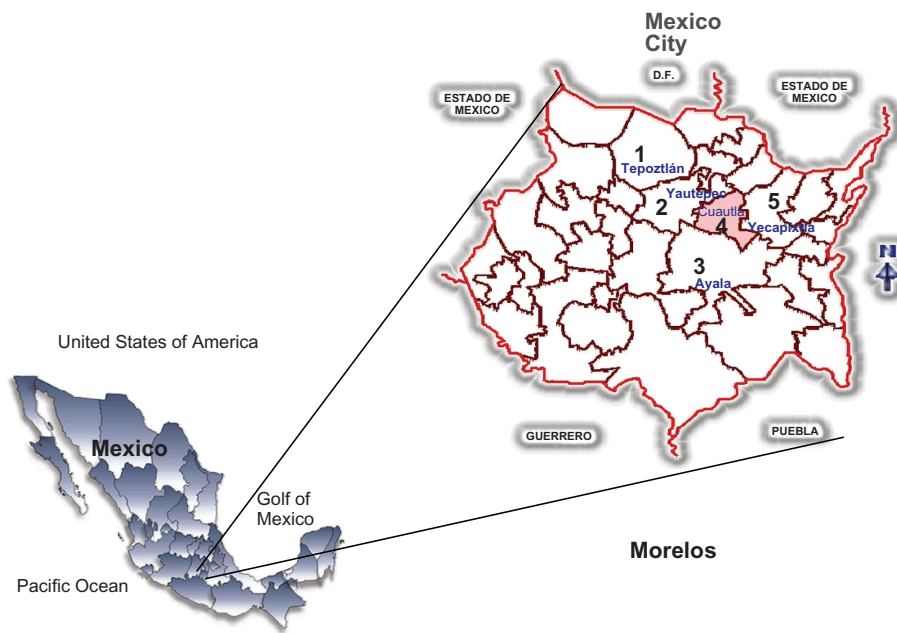 Mexico
City
D.F.
ESTADO DE
MEXICO
ESTADO DE
MEXICO
1
Tepoztlán
Yautepec
2
Cuautla
4
5
Yecapixtla
3
Ayala
N
United States of America
Mexico
GUERRERO
PUEBLA
Golf of
Mexico
Morelos
Pacific Ocean